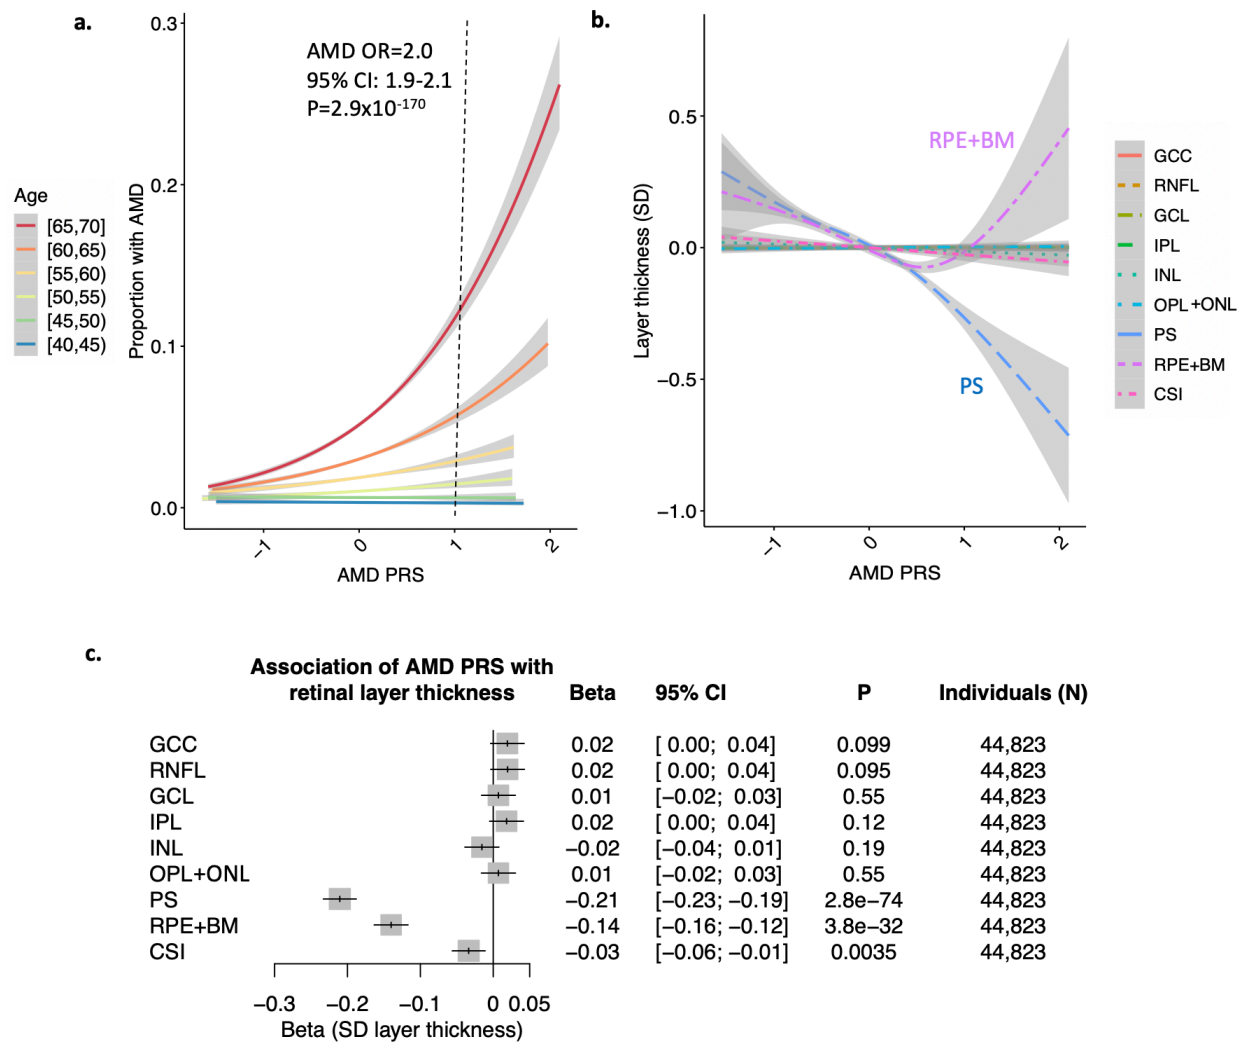 a.
AMD OR=2.0
95% CI: 1.9-2.1
P=2.9x10-170
Age
[65,70]
[60,65)
[55,60)
[50,55)
[45,50)
[40,45)
Proportion with AMD
0.3
0.2
0.1
0.0
−1
0
1
2
AMD PRS
b.
Layer thickness (SD)
0.5
0.0
−0.5
−1.0
RPE+BM
PS
−1
0
1
2
AMD PRS
GCC
RNFL
GCL
IPL
INL
OPL+ONL
PS
RPE+BM
CSI
c.
Association of AMD PRS with
retinal layer thickness Beta 95% CI P Individuals (N)
GCC 0.02 [ 0.00; 0.04] 0.099 44,823
RNFL 0.02 [ 0.00; 0.04] 0.095 44,823
GCL 0.01 [−0.02; 0.03] 0.55 44,823
IPL 0.02 [ 0.00; 0.04] 0.12 44,823
INL −0.02 [−0.04; 0.01] 0.19 44,823
OPL+ONL 0.01 [−0.02; 0.03] 0.55 44,823
PS −0.21 [−0.23; −0.19] 2.8e−74 44,823
RPE+BM −0.14 [−0.16; −0.12] 3.8e−32 44,823
CSI −0.03 [−0.06; −0.01] 0.0035 44,823
−0.3 −0.2 −0.1 0 0.05
Beta (SD layer thickness)